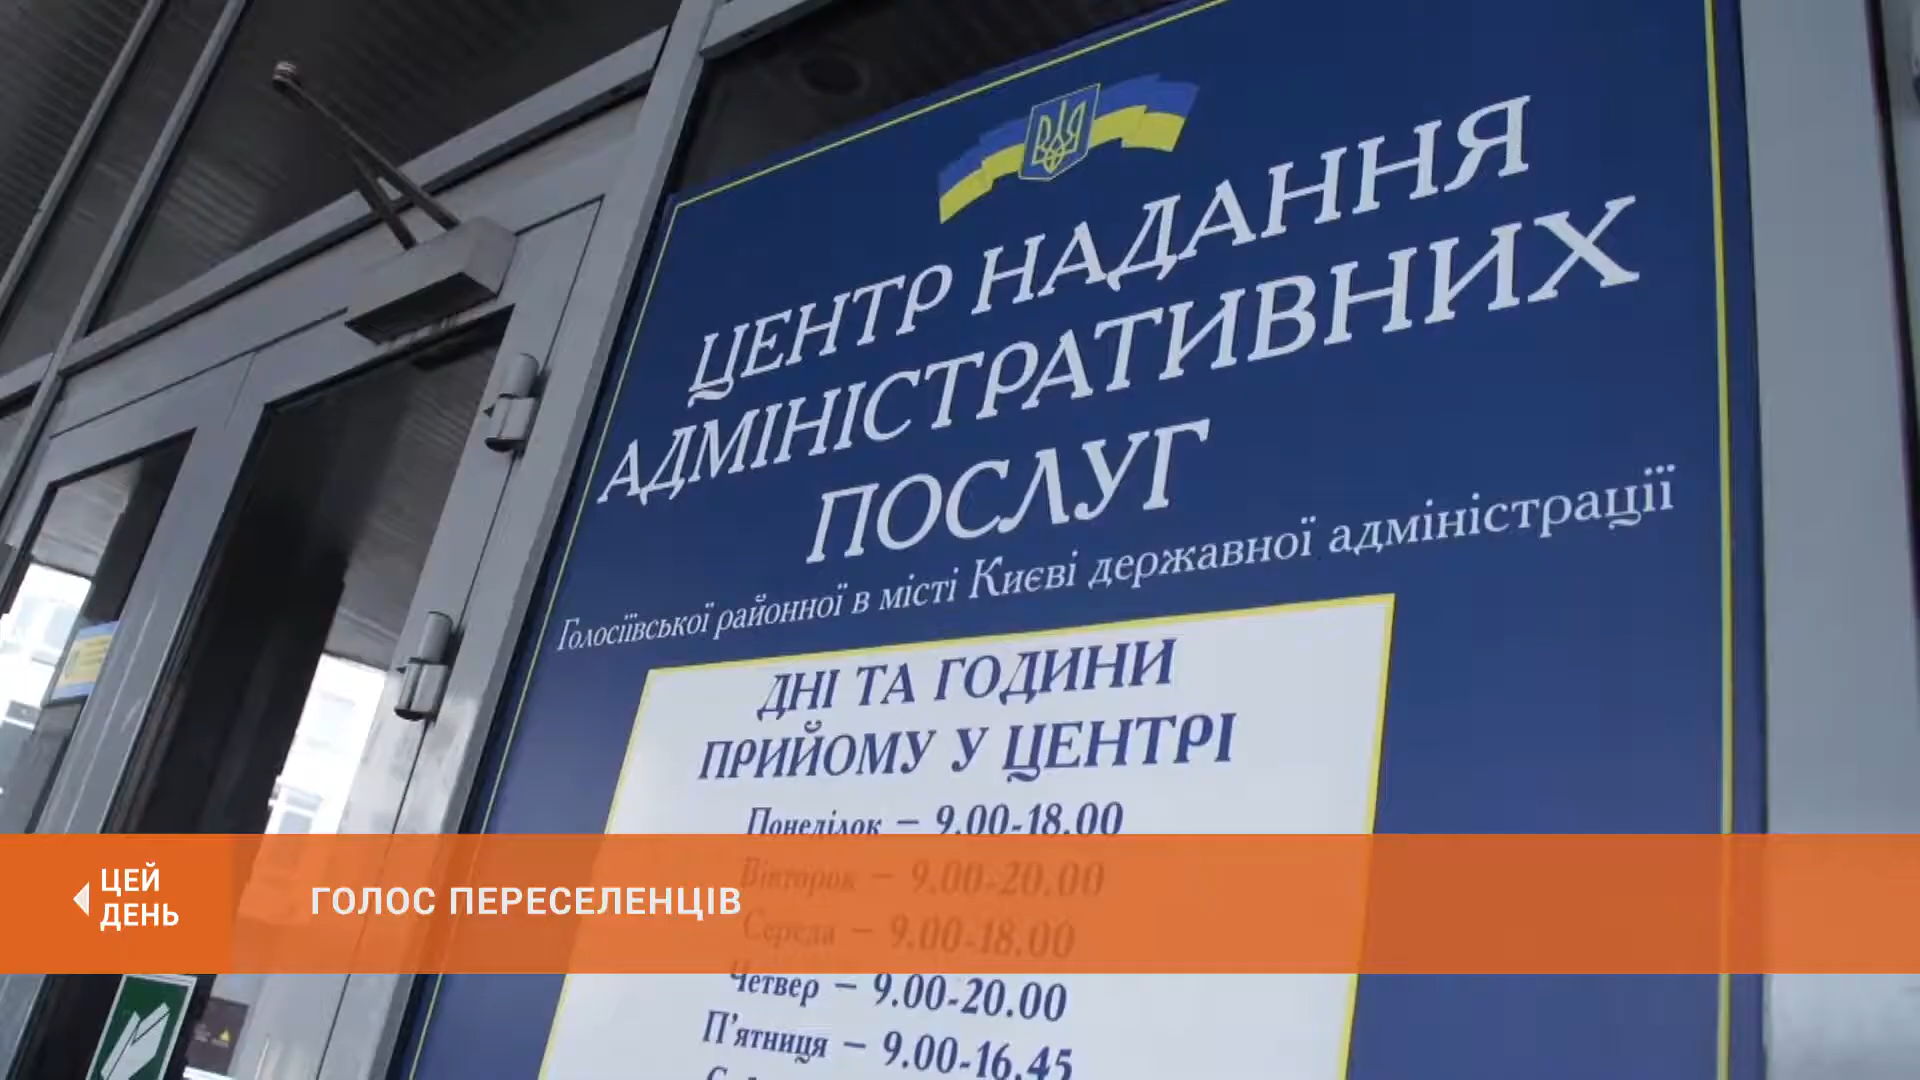 ЦЕНТР НАДАННЯ
АДМІНІСТРАТИВНИХ
ПОСЛУГ
Голосіївської районної в місті Києві державної адміністрації
ДНІ ТА ГОДИНИ
ПРИЙОМУ У ЦЕНТРІ
Понеділок – 9.00-18.00
Вівторок – 9.00-20.00
Середа – 9.00-18.00
Четвер – 9.00-20.00
П'ятниця – 9.00-16.45
ЦЕЙ
ДЕНЬ
ГОЛОС ПЕРЕСЕЛЕНЦІВ